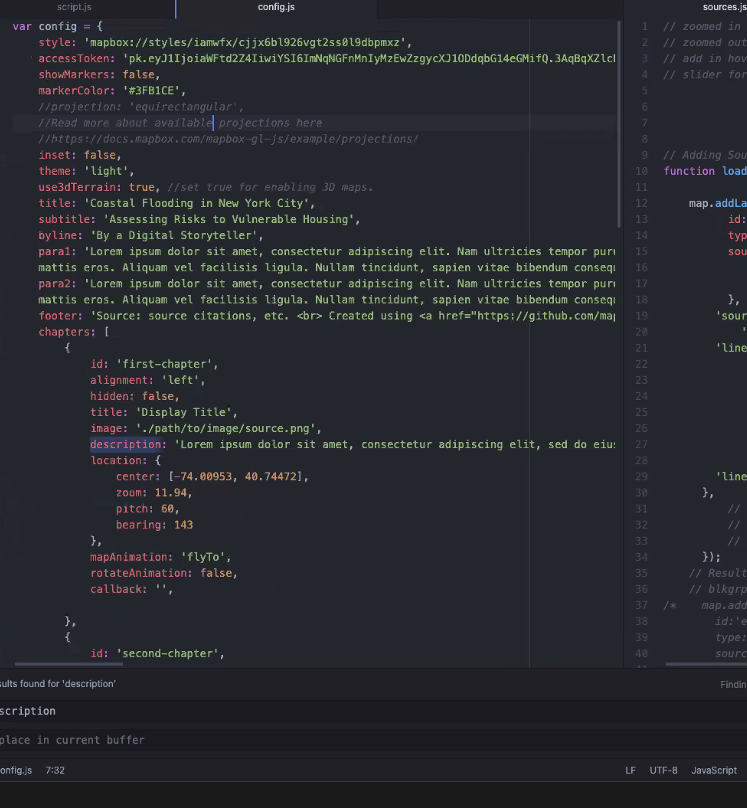 script.js
config.js
sources.js
var config = {
style: 'mapbox://styles/iamwfx/cjjx6bl926vgt2ss0l9dbpmxz',
accessToken:
showMarkers: false,
markerColor: '#3FB1CE',
//projection: 'equirectangular',
//Read more about available projections here
//https://docs.mapbox.com/mapbox-gl-js/example/projections/
inset: false,
theme: 'light',
use3dTerrain: true, //set true for enabling 3D maps.
title: 'Coastal Flooding in New York City',
subtitle: 'Assessing Risks to Vulnerable Housing',
byline: 'By a Digital Storyteller',
para1: 'Lorem ipsum dolor sit amet, consectetur adipiscing elit. Nam ultricies tempor puru
mattis eros. Aliquam vel facilisis ligula. Nullam tincidunt, sapien vitae bibendum consequ
para2: 'Lorem ipsum dolor sit amet, consectetur adipiscing elit. Nam ultricies tempor puru
mattis eros. Aliquam vel facilisis ligula. Nullam tincidunt, sapien vitae bibendum consequ
footer: 'Source: source citations, etc. <br> Created using <a href="https://github.com/map
chapters: [
{
id: 'first-chapter',
alignment: 'left',
hidden: false,
title: 'Display Title',
image: './path/to/image/source.png',
description: 'Lorem ipsum dolor sit amet, consectetur adipiscing elit, sed do eius
location: {
center: [-74.00953, 40.74472],
zoom: 11.94,
pitch: 60,
bearing: 143
},
mapAnimation: 'flyTo',
rotateAnimation: false,
callback: '',
},
{
id: 'second-chapter',
1 // zoomed in
2 // zoomed out
3 // add in hov
4 // slider for
5
6
7
8
9 // Adding Sou
10 function load
11
12 map.addLa
13 id:
14 typ
15 sou
16
17
18 },
19 'sour
20 '
21 'line
22
23
24
25
26
27
28
29 'line
30 },
31 //
32 //
33 //
34 });
35 // Result
36 // blkgrp
37 /* map.add
38 id:'e
39 type:
40 sourc
sults found for 'description'
Findin
scription
place in current buffer
onfig.js 7:32
LF UTF-8 JavaScript